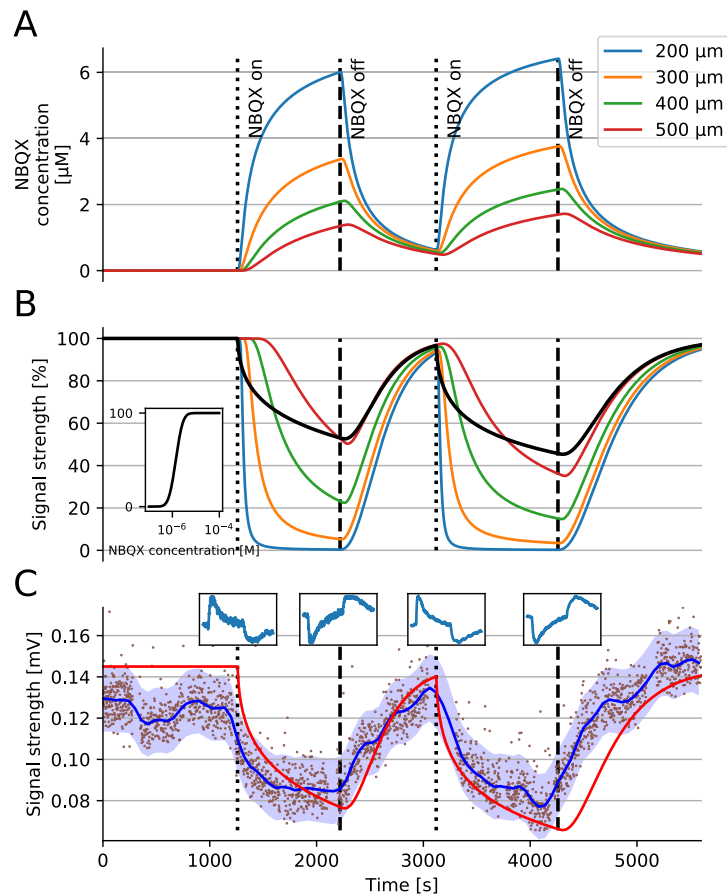 A
NBQX on
NBQX off
NBQX on
NBQX off
200 µm
300 µm
400 µm
500 µm
6
4
2
0
NBQX
concentration
[µM]
B
100
80
60
40
20
0
Signal strength [%]
100
0
10⁻⁶
10⁻⁴
NBQX concentration [M]
C
0.16
0.14
0.12
0.10
0.08
Signal strength [mV]
0
1000
2000
3000
4000
5000
Time [s]